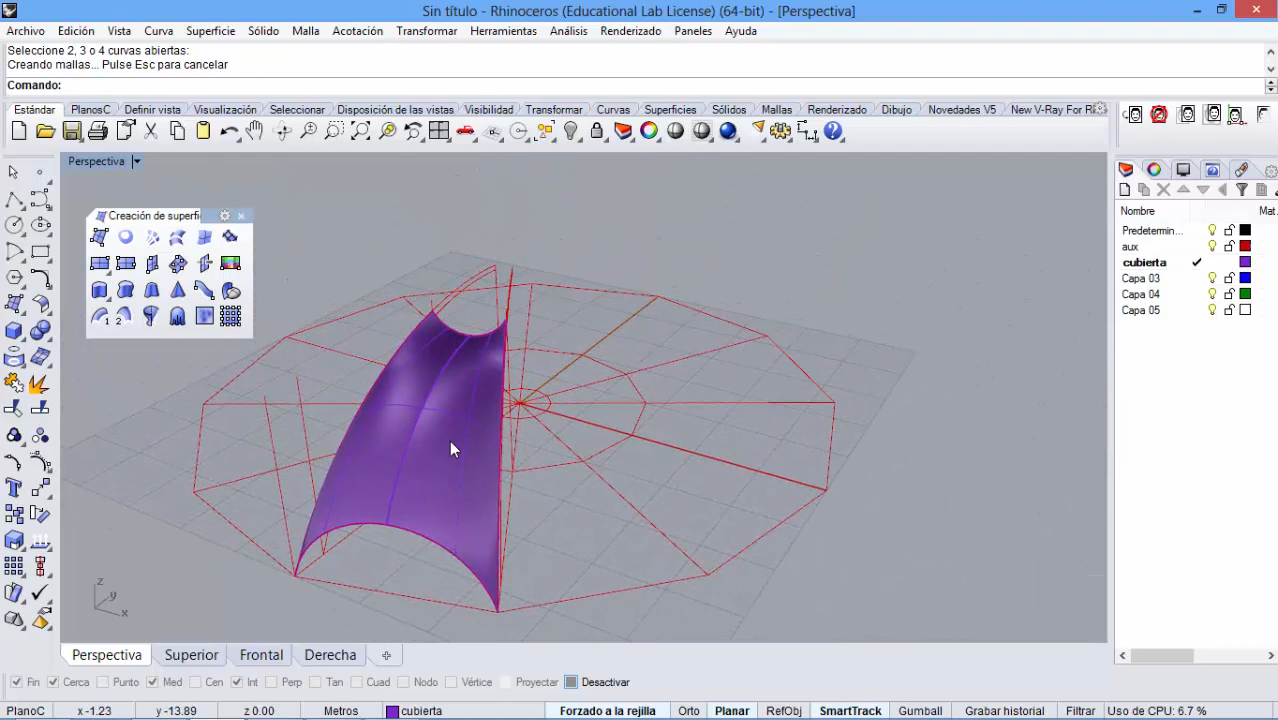 Sin título - Rhinoceros (Educational Lab License) (64-bit) - [Perspectiva]
Archivo Edición Vista Curva Superficie Sólido Malla Acotación Transformar Herramientas Análisis Renderizado Paneles Ayuda
Seleccione 2, 3 o 4 curvas abiertas:
Creando mallas... Pulse Esc para cancelar
Comando:
Estándar PlanosC Definir vista Visualización Seleccionar Disposición de las vistas Visibilidad Transformar Curvas Superficies Sólidos Mallas Renderizado Dibujo Novedades V5 New V-Ray For R
Perspectiva
Creación de superfi
Nombre Mat.
Predetermin...
aux
cubierta
Capa 03
Capa 04
Capa 05
1 2
z
y
x
Perspectiva Superior Frontal Derecha
Fin Cerca Punto Med Cen Int Perp Tan Cuad Nodo Vértice Proyectar Desactivar
PlanoC x -1.23 y -13.89 z 0.00 Metros cubierta Forzado a la rejilla Orto Planar RefObj SmartTrack Gumball Grabar historial Filtrar Uso de CPU: 6.7 %